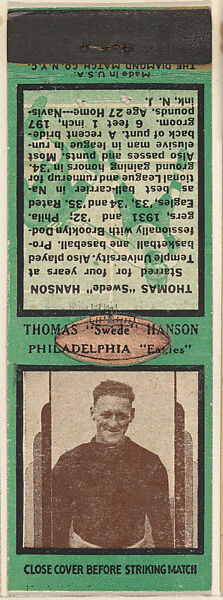 Made in U.S.A.
THE DIAMOND MATCH CO. N.Y.C.
THOMAS "Swede" HANSON
Starred for four years at
Temple University. Also played
basketball and baseball. Pro-
fessionally with Brooklyn Dod-
gers, 1931 and '32; Phila.
Eagles, '33, '34, '35. Rated
as best ball-carrier in Na-
tional league and runnerup for
ground gaining honors in '34.
Also passes and punts. Most
elusive man in league in run-
back of punt. A recent bride-
groom. 6 feet 1 inch, 197
pounds. Age 27 Home—Navis-
ink, N. J.
THOMAS "Swede" HANSON
PHILADELPHIA "Eagles"
CLOSE COVER BEFORE STRIKING MATCH